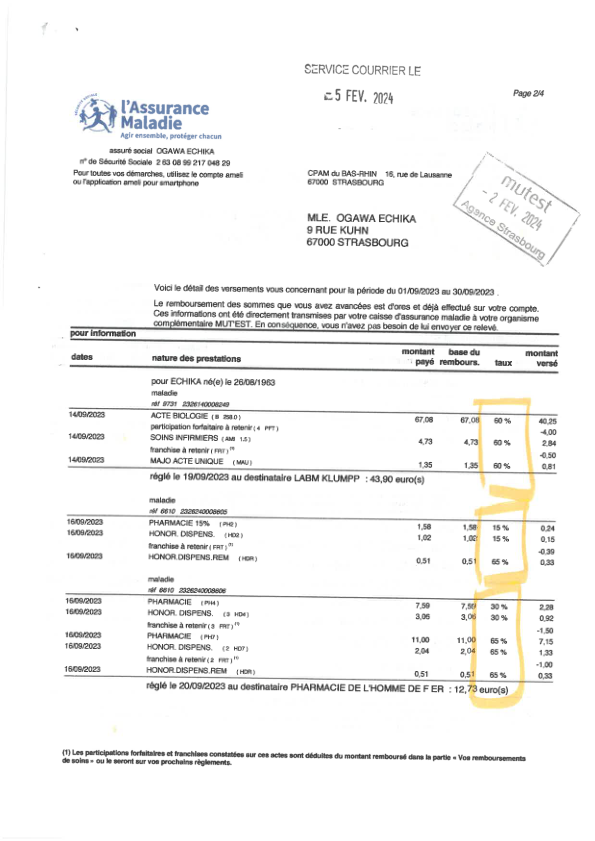 SERVICE COURRIER LE
5 FEV. 2024
Page 2/4
l'Assurance
Maladie
Agir ensemble, protéger chacun
mutest
- 2 FEV. 2024
Agence Strasbourg
assuré social OGAWA ECHIKA
n° de Sécurité Sociale 2 63 08 99 217 048 29
Pour toutes vos démarches, utilisez le compte ameli
ou l'application ameli pour smartphone
CPAM du BAS-RHIN 16, rue de Lausanne
67000 STRASBOURG
MLE. OGAWA ECHIKA
9 RUE KUHN
67000 STRASBOURG
Voici le détail des versements vous concernant pour la période du 01/09/2023 au 30/09/2023 .
Le remboursement des sommes que vous avez avancées est d'ores et déjà effectué sur votre compte.
Ces informations ont été directement transmises par votre caisse d'assurance maladie à votre organisme
complémentaire MUT'EST. En conséquence, vous n'avez pas besoin de lui envoyer ce relevé.
pour information
dates nature des prestations montant payé base du rembours. taux montant versé
pour ECHIKA né(e) le 26/08/1963
maladie
réf 9731 2326140008249
14/09/2023 ACTE BIOLOGIE ( B 258.0 ) 67,08 67,08 60 % 40,25
participation forfaitaire à retenir ( 4 PFT ) -4,00
14/09/2023 SOINS INFIRMIERS ( AMI 1.5 ) 4,73 4,73 60 % 2,84
franchise à retenir ( FRT ) (1) -0,50
14/09/2023 MAJO ACTE UNIQUE ( MAU ) 1,35 1,35 60 % 0,81
réglé le 19/09/2023 au destinataire LABM KLUMPP : 43,90 euro(s)
maladie
réf 6610 2326240008605
16/09/2023 PHARMACIE 15% ( PH2 ) 1,58 1,58 15 % 0,24
16/09/2023 HONOR. DISPENS. ( HD2 ) 1,02 1,02 15 % 0,15
franchise à retenir ( FRT ) (1) -0,39
16/09/2023 HONOR.DISPENS.REM ( HDR ) 0,51 0,51 65 % 0,33
maladie
réf 6610 2326240008606
16/09/2023 PHARMACIE ( PH4 ) 7,59 7,59 30 % 2,28
16/09/2023 HONOR. DISPENS. ( 3 HD4 ) 3,06 3,06 30 % 0,92
franchise à retenir ( 3 FRT ) (1) -1,50
16/09/2023 PHARMACIE ( PH7 ) 11,00 11,00 65 % 7,15
16/09/2023 HONOR. DISPENS. ( 2 HD7 ) 2,04 2,04 65 % 1,33
franchise à retenir ( 2 FRT ) (1) -1,00
16/09/2023 HONOR.DISPENS.REM ( HDR ) 0,51 0,51 65 % 0,33
réglé le 20/09/2023 au destinataire PHARMACIE DE L'HOMME DE F ER : 12,73 euro(s)
(1) Les participations forfaitaires et franchises constatées sur ces actes sont déduites du montant remboursé dans la partie « Vos remboursements
de soins » ou le seront sur vos prochains règlements.